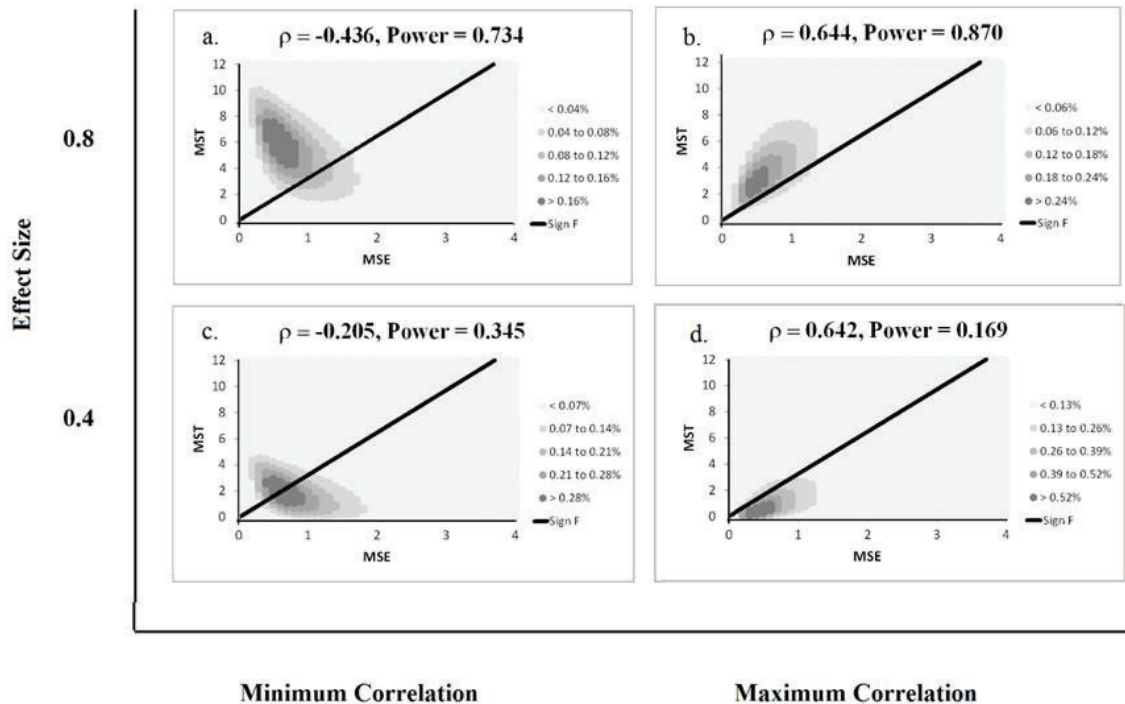 a.
ρ = -0.436, Power = 0.734
12
10
8
6
4
2
0
MST
0 1 2 3 4
MSE
< 0.04%
0.04 to 0.08%
0.08 to 0.12%
0.12 to 0.16%
> 0.16%
Sign F
b.
ρ = 0.644, Power = 0.870
12
10
8
6
4
2
0
MST
0 1 2 3 4
MSE
< 0.06%
0.06 to 0.12%
0.12 to 0.18%
0.18 to 0.24%
> 0.24%
Sign F
0.8
Effect Size
0.4
c.
ρ = -0.205, Power = 0.345
12
10
8
6
4
2
0
MST
0 1 2 3 4
MSE
< 0.07%
0.07 to 0.14%
0.14 to 0.21%
0.21 to 0.28%
> 0.28%
Sign F
d.
ρ = 0.642, Power = 0.169
12
10
8
6
4
2
0
MST
0 1 2 3 4
MSE
< 0.13%
0.13 to 0.26%
0.26 to 0.39%
0.39 to 0.52%
> 0.52%
Sign F
Minimum Correlation
Maximum Correlation